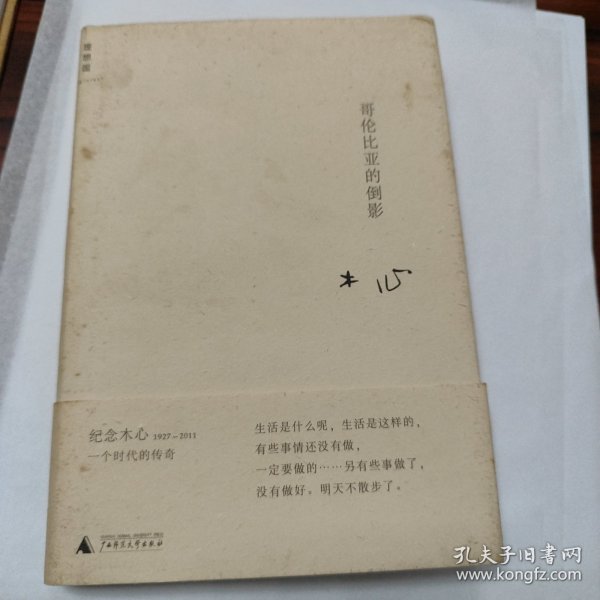 理想国
哥伦比亚的倒影
木心
纪念木心 1927–2011
一个时代的传奇
生活是什么呢，生活是这样的，
有些事情还没有做，
一定要做的……另有些事做了，
没有做好。明天不散步了。
广西师范大学出版社
孔夫子旧书网
www.kongfz.com